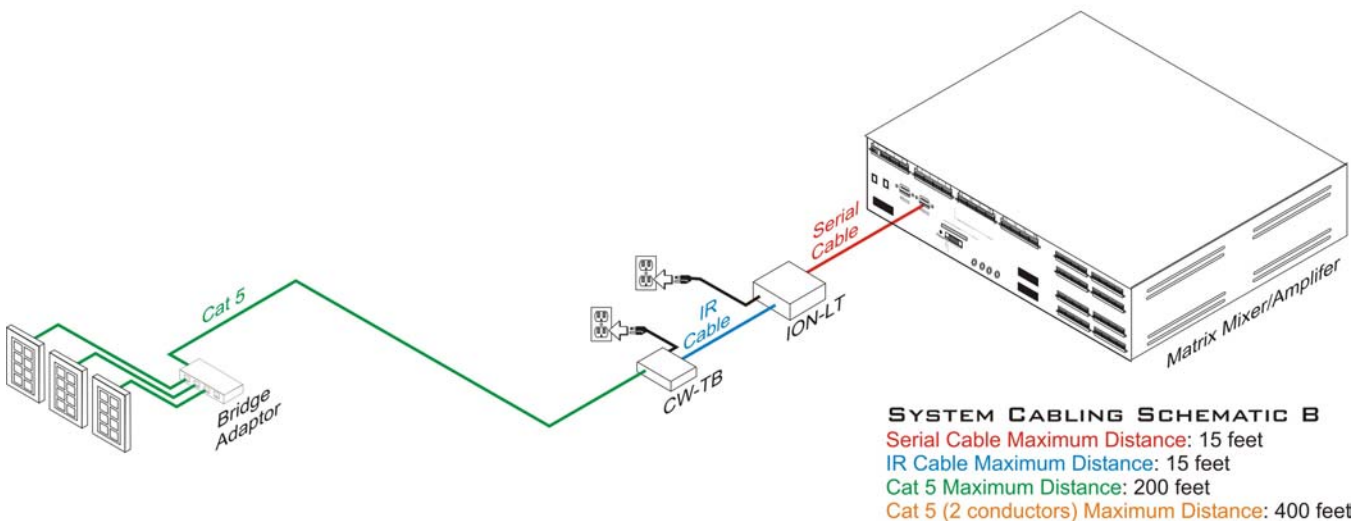 Serial
Cable
Cat 5
IR
Cable
ION-LT
CW-TB
Bridge
Adaptor
Matrix Mixer/Amplifer
SYSTEM CABLING SCHEMATIC B
Serial Cable Maximum Distance: 15 feet
IR Cable Maximum Distance: 15 feet
Cat 5 Maximum Distance: 200 feet
Cat 5 (2 conductors) Maximum Distance: 400 feet